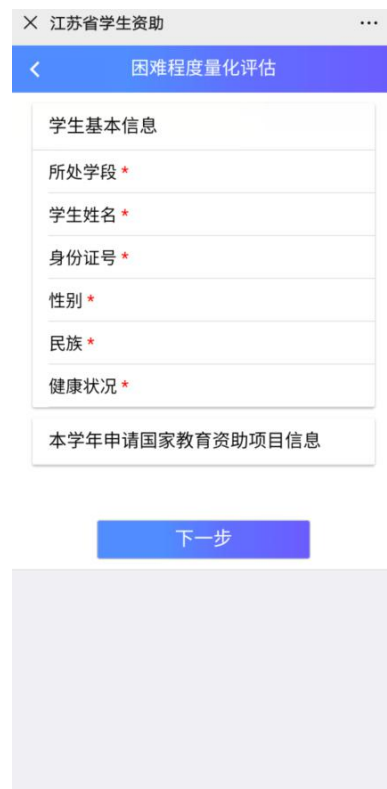 江苏省学生资助
困难程度量化评估
学生基本信息
所处学段 *
学生姓名 *
身份证号 *
性别 *
民族 *
健康状况 *
本学年申请国家教育资助项目信息
下一步